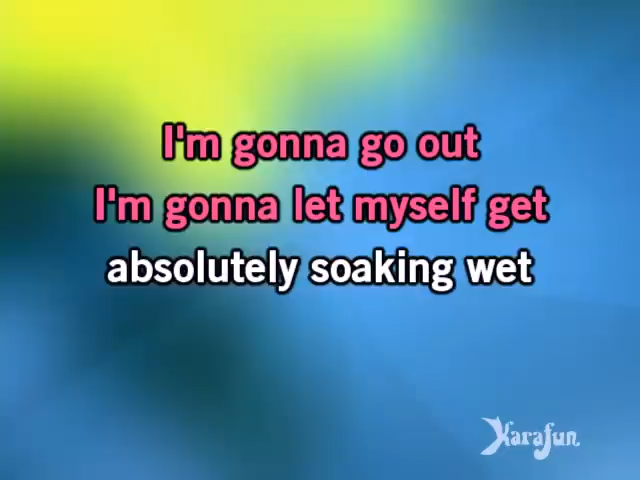 I'm gonna go out
I'm gonna let myself get
absolutely soaking wet
Karafun